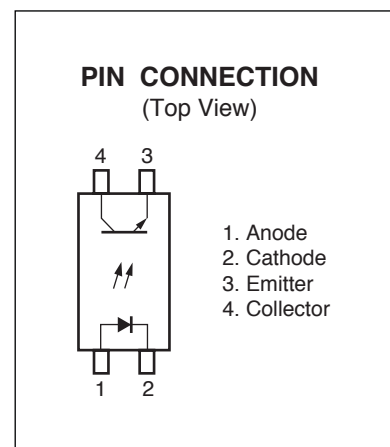 PIN CONNECTION
(Top View)
4 3
1. Anode
2. Cathode
3. Emitter
4. Collector
1 2